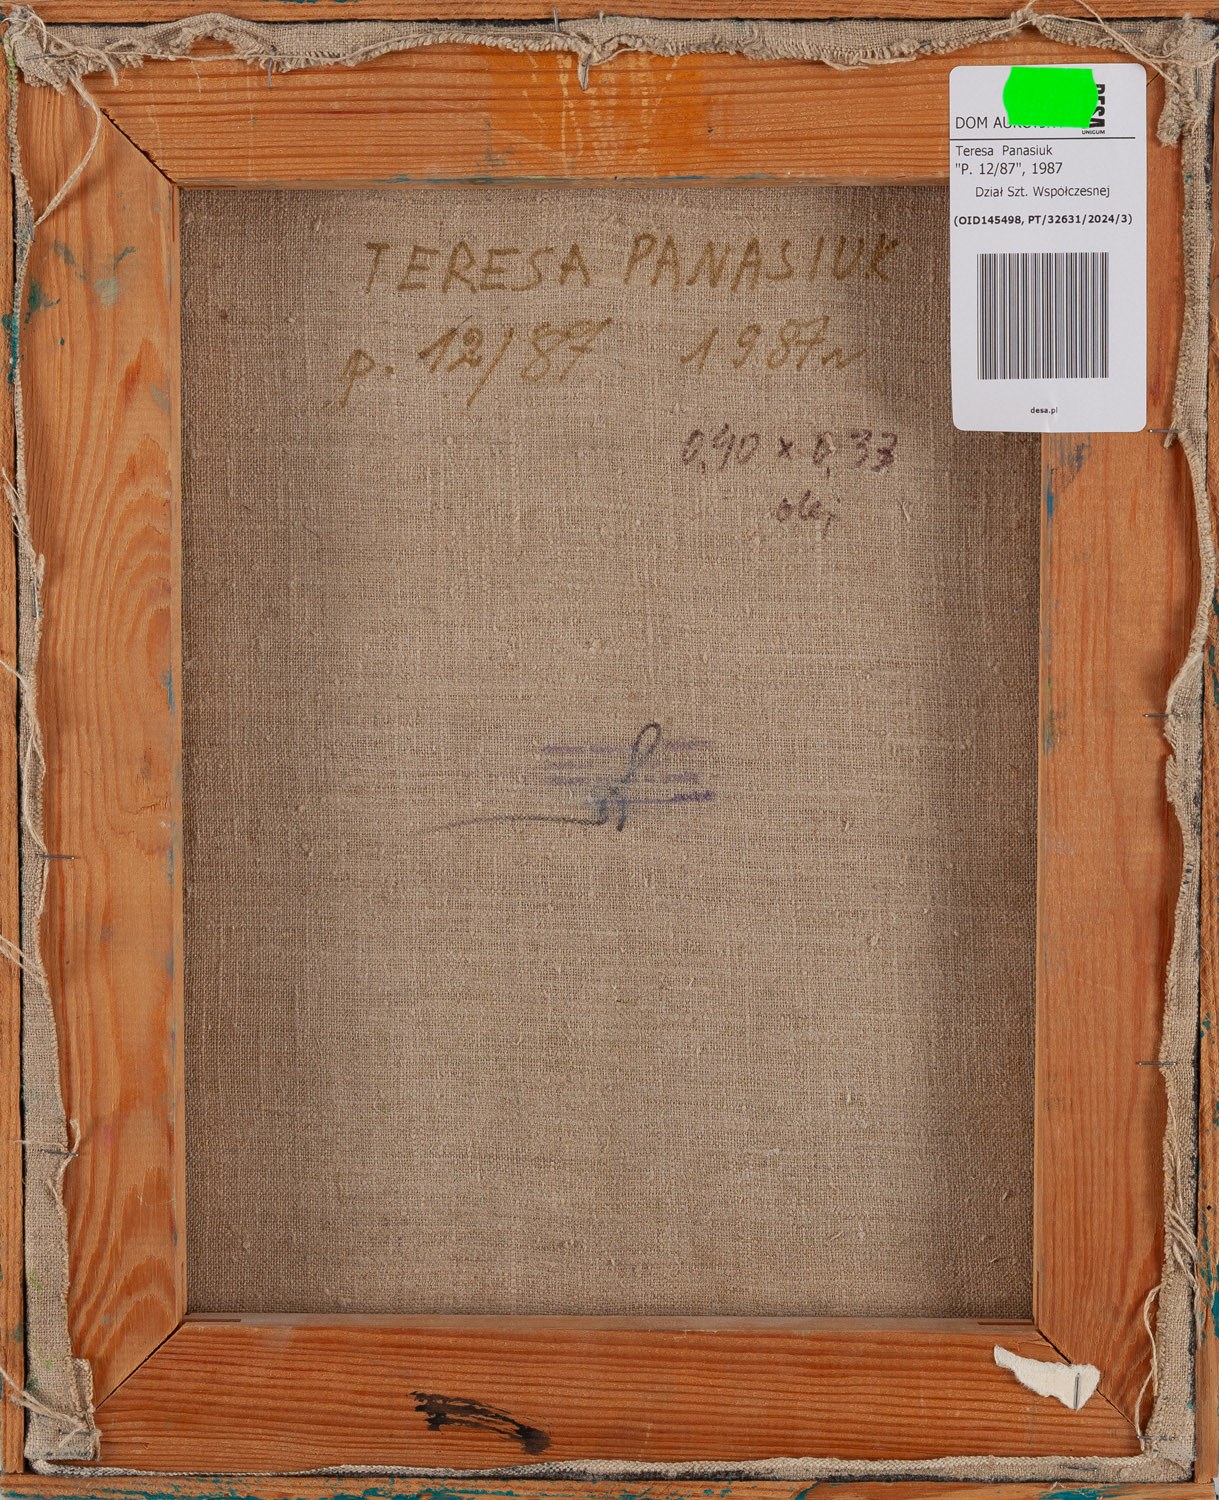 DOM
DESA
UNICUM
Teresa Panasiuk
"P. 12/87", 1987
Dział Szt. Współczesnej
(OID145498, PT/32631/2024/3)
desa.pl
TERESA PANASIUK
p. 12/87 1987r
0,40 x 0,33
olej